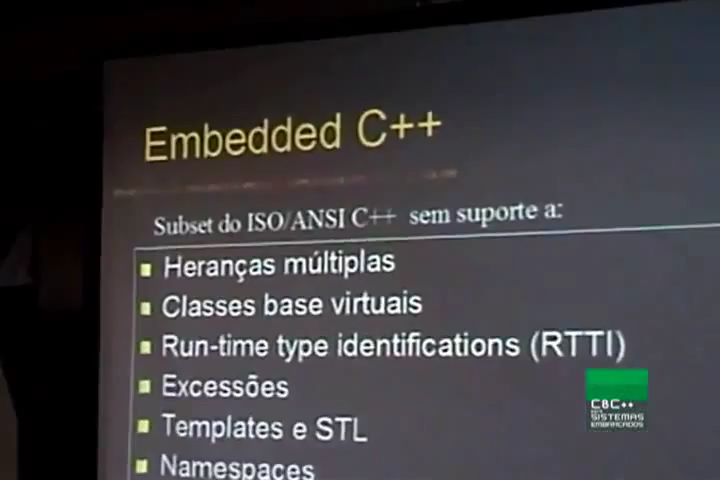 Embedded C++
Subset do ISO/ANSI C++ sem suporte a:
Heranças múltiplas
Classes base virtuais
Run-time type identifications (RTTI)
Excessões
Templates e STL
Namespaces
C&C++
SISTEMAS
EMBARCADOS